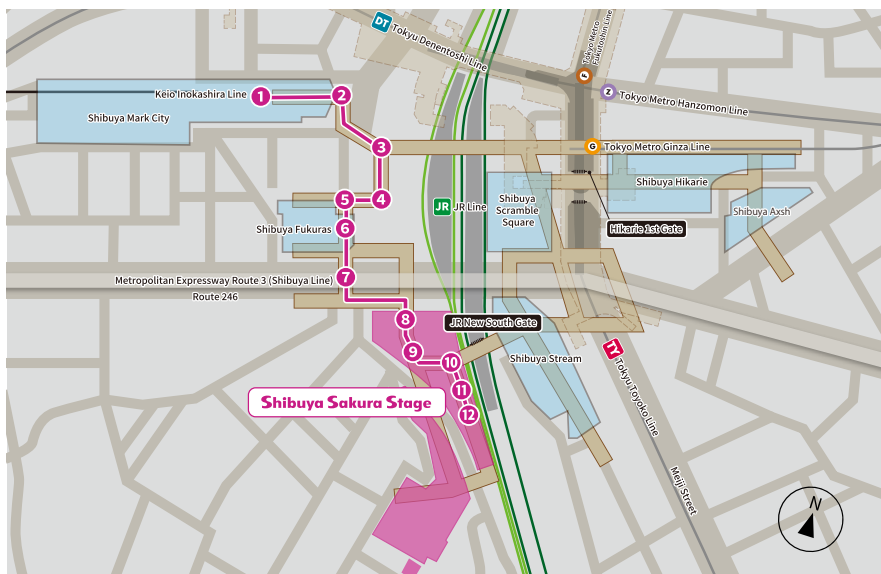 DT
Tokyu Denentoshi Line
Tokyo Metro
Fukutoshin Line
F
Z
Tokyo Metro Hanzomon Line
Keio Inokashira Line
1
2
Shibuya Mark City
3
G
Tokyo Metro Ginza Line
Shibuya Hikarie
5
4
JR
JR Line
Shibuya
Scramble
Square
Shibuya Axsh
Shibuya Fukuras
6
Hikarie 1st Gate
7
Metropolitan Expressway Route 3 (Shibuya Line)
Route 246
8
JR New South Gate
9
10
Shibuya Stream
TY
Tokyu Toyoko Line
11
Shibuya Sakura Stage
12
Meiji Street
N